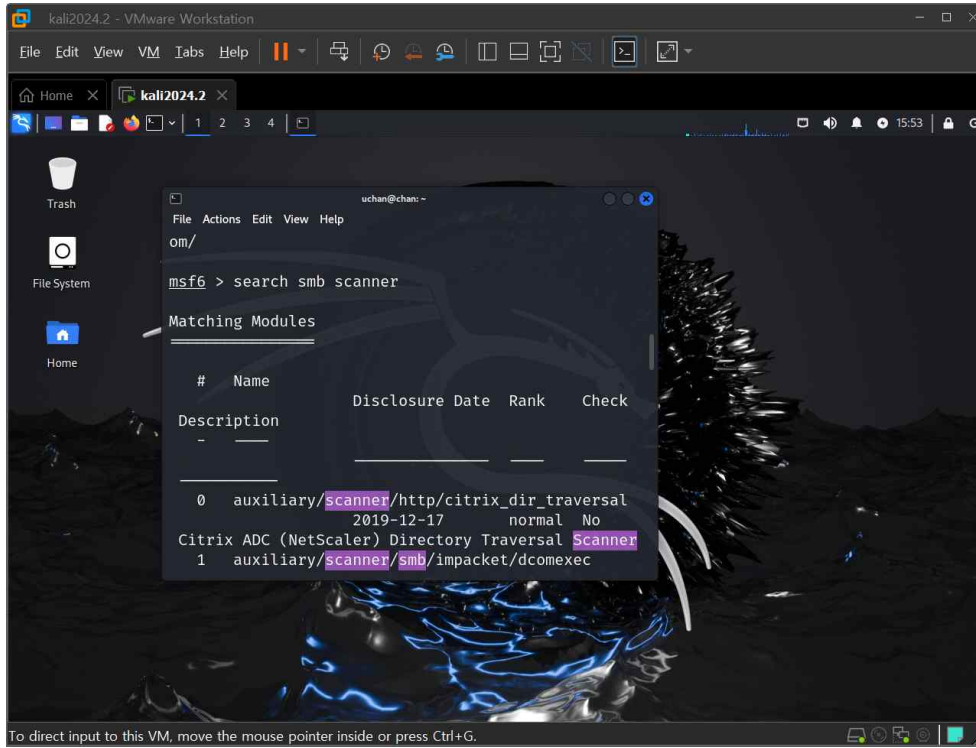 kali2024.2 - VMware Workstation
File Edit View VM Tabs Help
Home kali2024.2
1 2 3 4 15:53
Trash
File System
Home
uchan@chan: ~
File Actions Edit View Help
om/
msf6 > search smb scanner
Matching Modules
# Name
Disclosure Date Rank Check
Description
0 auxiliary/scanner/http/citrix_dir_traversal
2019-12-17 normal No
Citrix ADC (NetScaler) Directory Traversal Scanner
1 auxiliary/scanner/smb/impacket/dcomexec
To direct input to this VM, move the mouse pointer inside or press Ctrl+G.